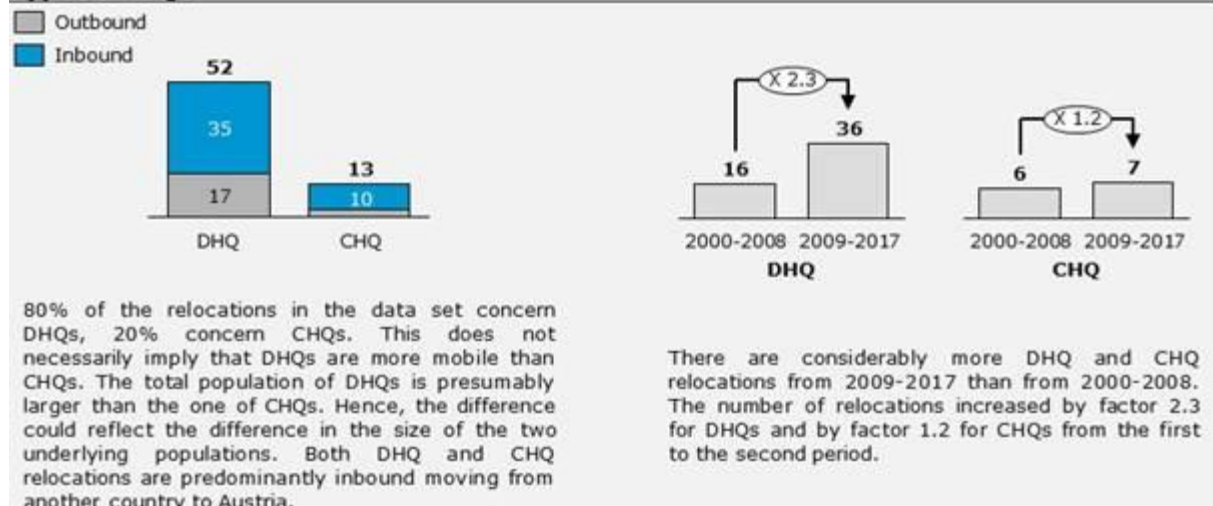 Outbound
Inbound
52
35
17
DHQ
13
10
CHQ
X 2.3
16
36
2000-2008 2009-2017
DHQ
X 1.2
6
7
2000-2008 2009-2017
CHQ
80% of the relocations in the data set concern
DHQs, 20% concern CHQs. This does not
necessarily imply that DHQs are more mobile than
CHQs. The total population of DHQs is presumably
larger than the one of CHQs. Hence, the difference
could reflect the difference in the size of the two
underlying populations. Both DHQ and CHQ
relocations are predominantly inbound moving from
another country to Austria.
There are considerably more DHQ and CHQ
relocations from 2009-2017 than from 2000-2008.
The number of relocations increased by factor 2.3
for DHQs and by factor 1.2 for CHQs from the first
to the second period.